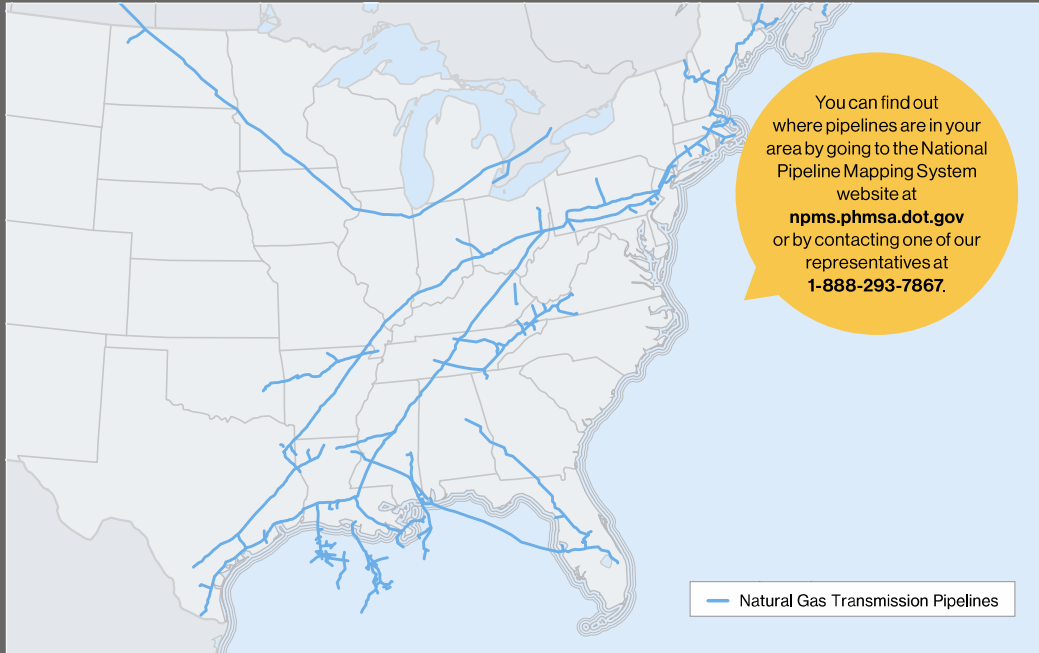 You can find out
where pipelines are in your
area by going to the National
Pipeline Mapping System
website at
npms.phmsa.dot.gov
or by contacting one of our
representatives at
1-888-293-7867.
Natural Gas Transmission Pipelines